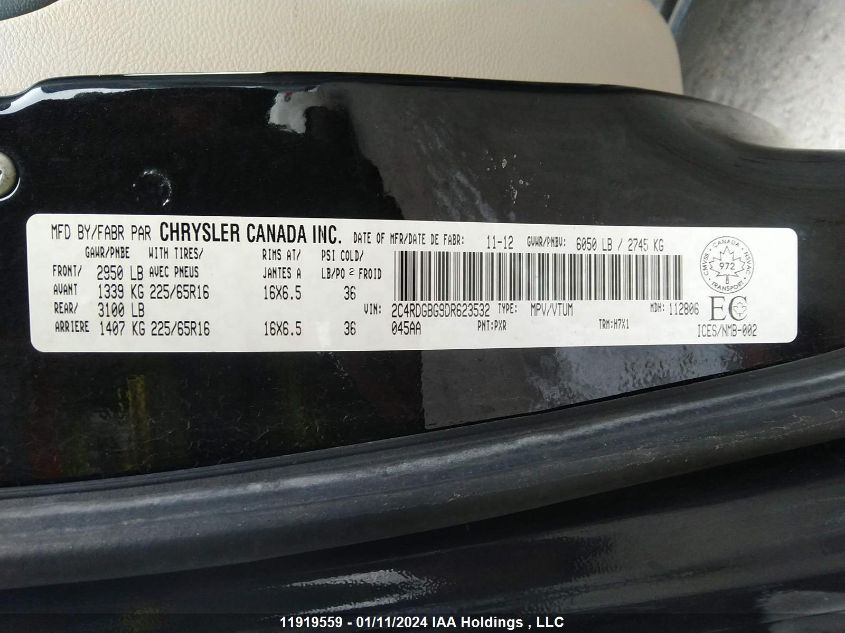 MFD BY/FABR PAR CHRYSLER CANADA INC. DATE OF MFR/DATE DE FABR: 11-12 GVWR/PNBV: 6050 LB / 2745 KG
GAWR/PNBE WITH TIRES/ RIMS AT/ PSI COLD/
FRONT/ 2950 LB AVEC PNEUS JANTES A LB/PO² FROID
AVANT 1339 KG 225/65R16 16X6.5 36
REAR/ 3100 LB
ARRIERE 1407 KG 225/65R16 16X6.5 36
VIN: 2C4RDGBG9DR623532 TYPE: MPV/VTUM MDH: 112806
045AA PNT:PXR TRM:H7X1
CANADA
972
TRANSPORT
EC
ICES/NMB-002
11919559 - 01/11/2024 IAA Holdings , LLC